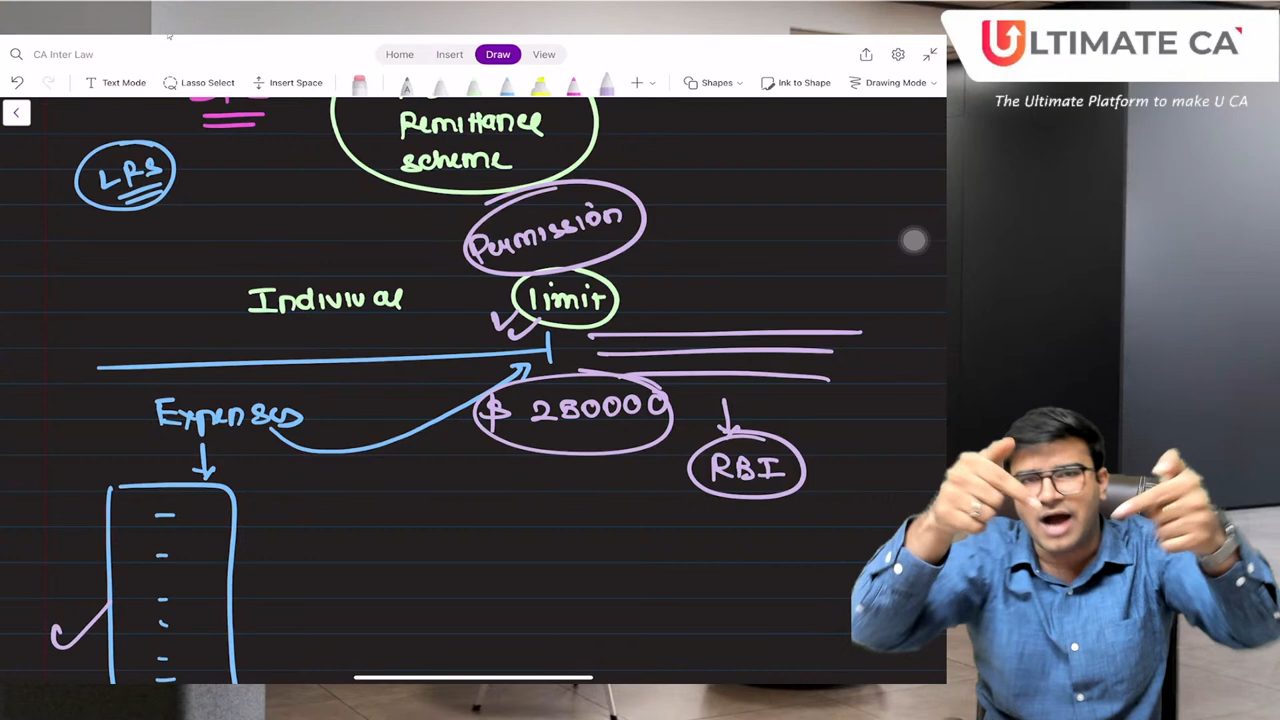 CA Inter Law
Home Insert Draw View
Text Mode Lasso Select Insert Space Shapes Ink to Shape Drawing Mode
ULTIMATE CA
The Ultimate Platform to make U CA
Remittance
scheme
LRS
Permission
Indivival
limit
Expenses
$ 250000
RBI